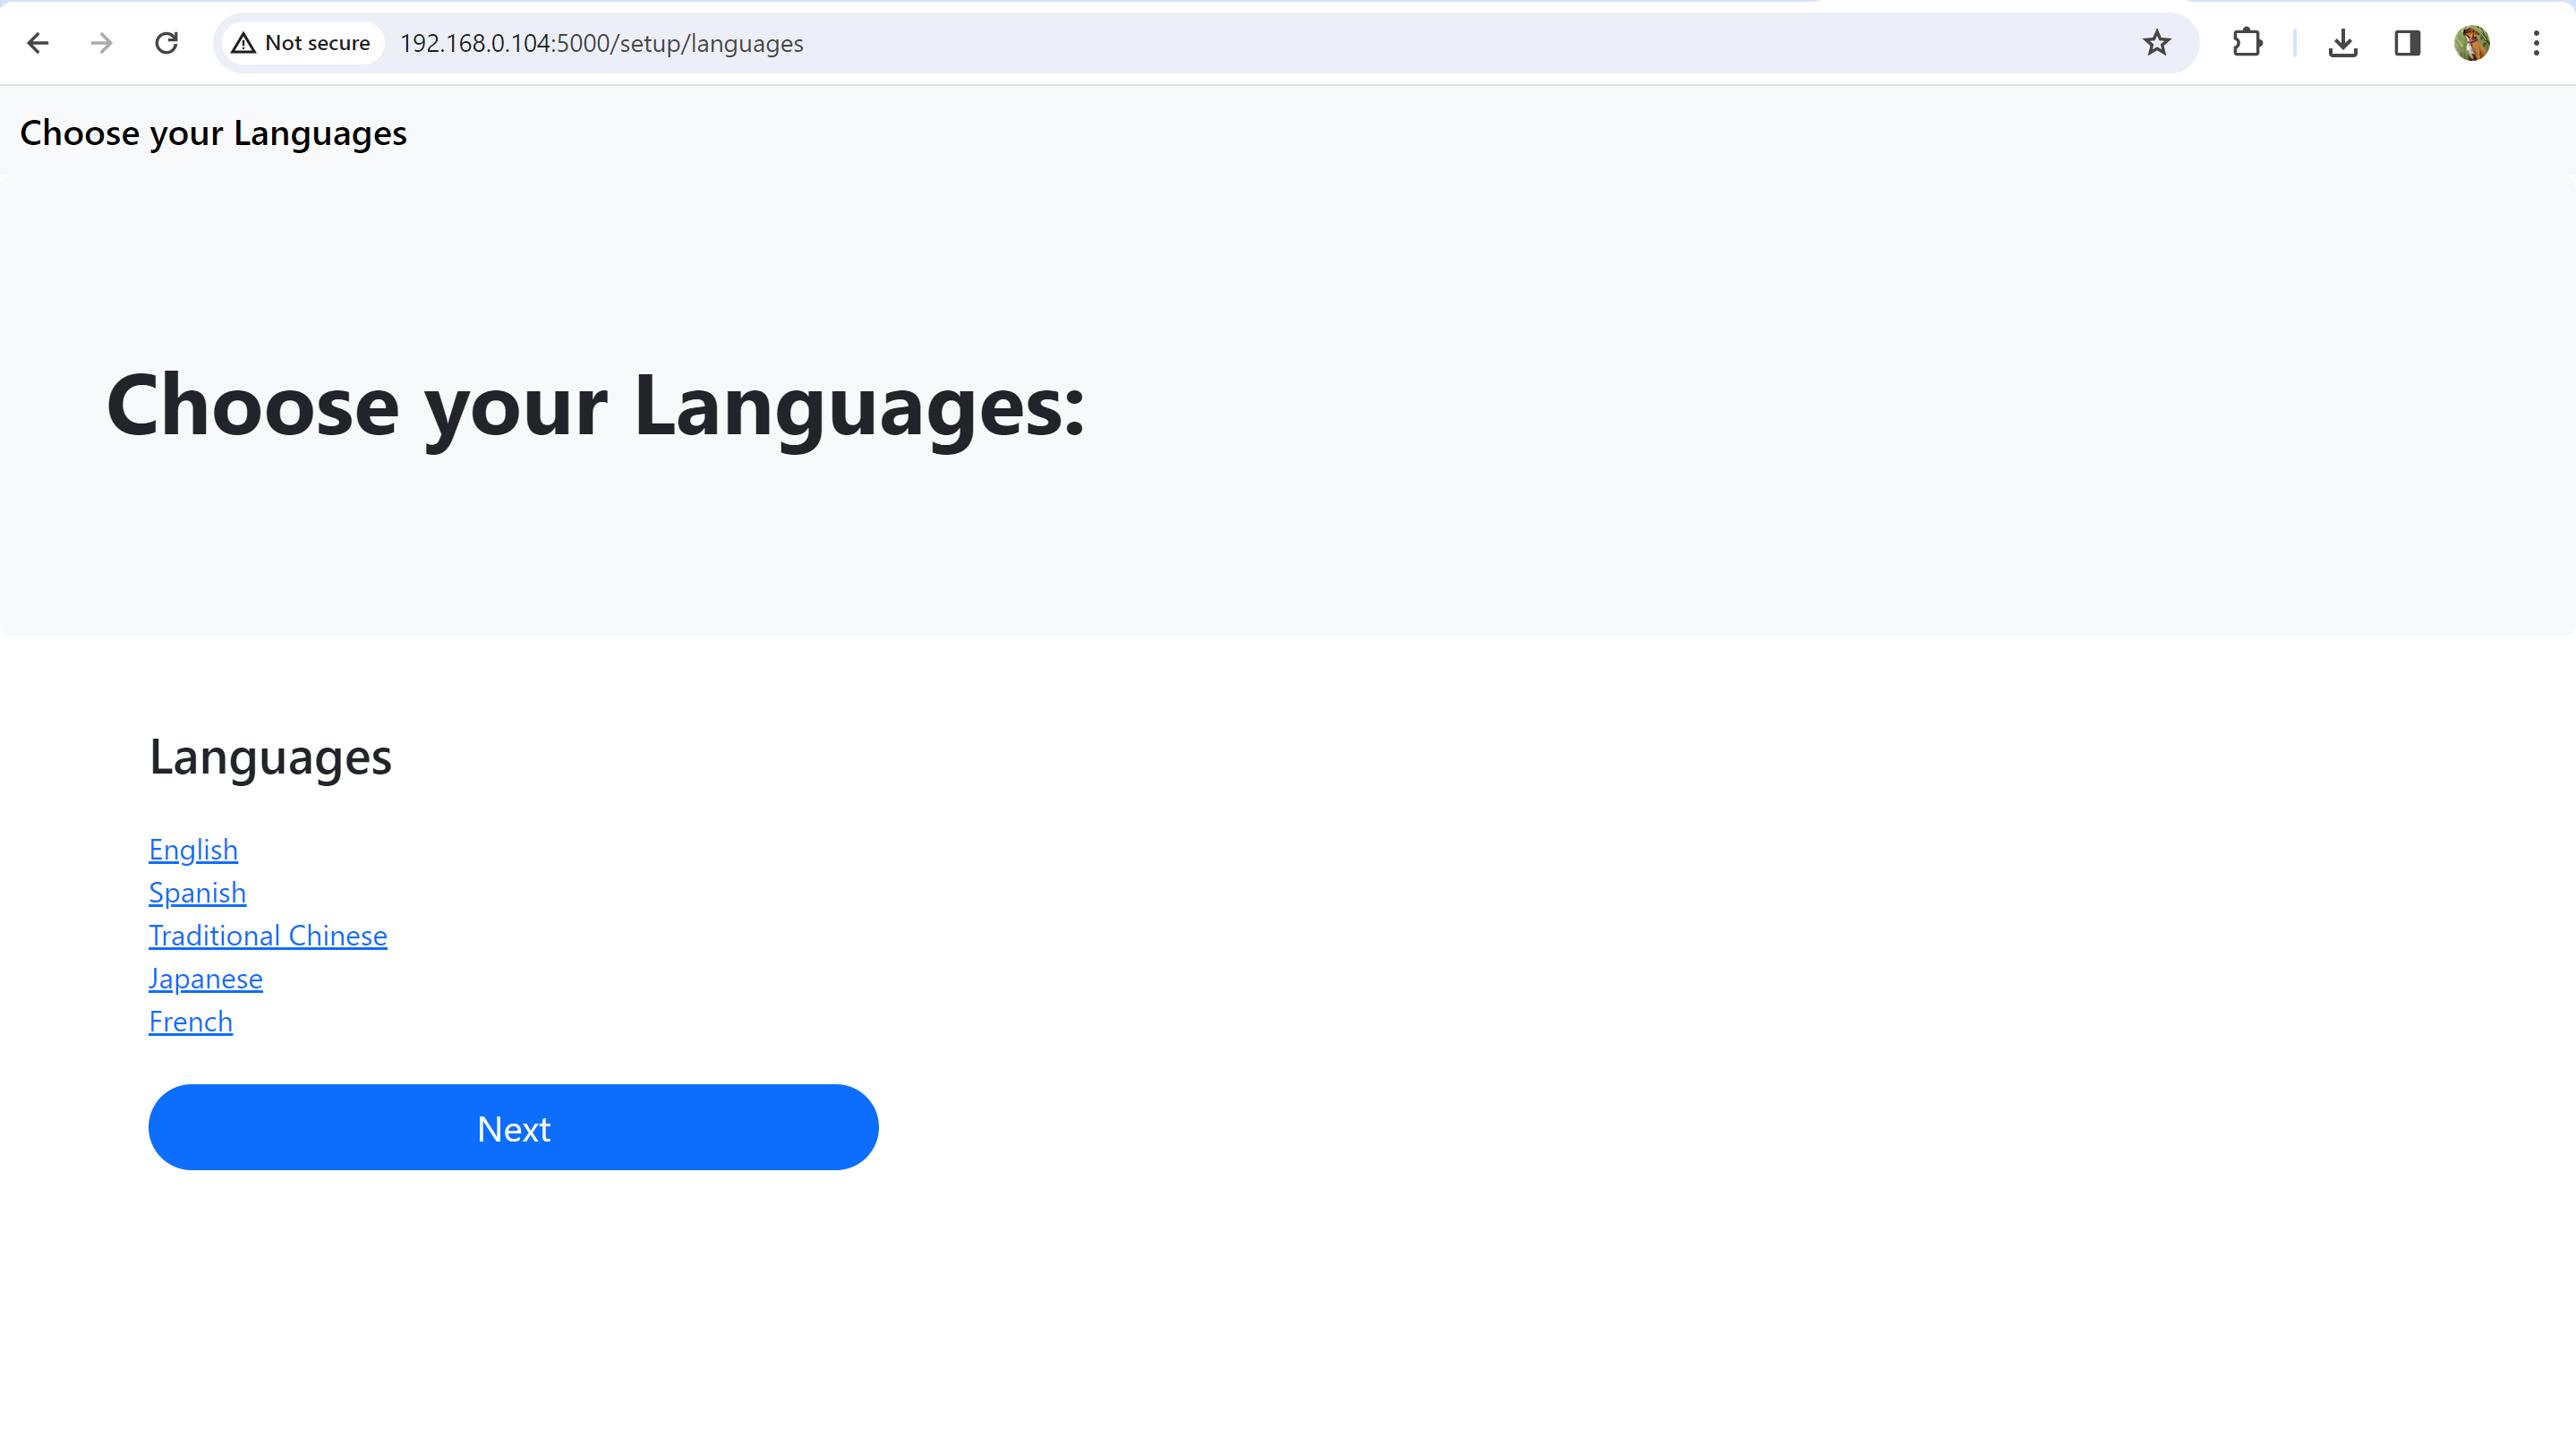 Not secure 192.168.0.104:5000/setup/languages
Choose your Languages
Choose your Languages:
Languages
English
Spanish
Traditional Chinese
Japanese
French
Next